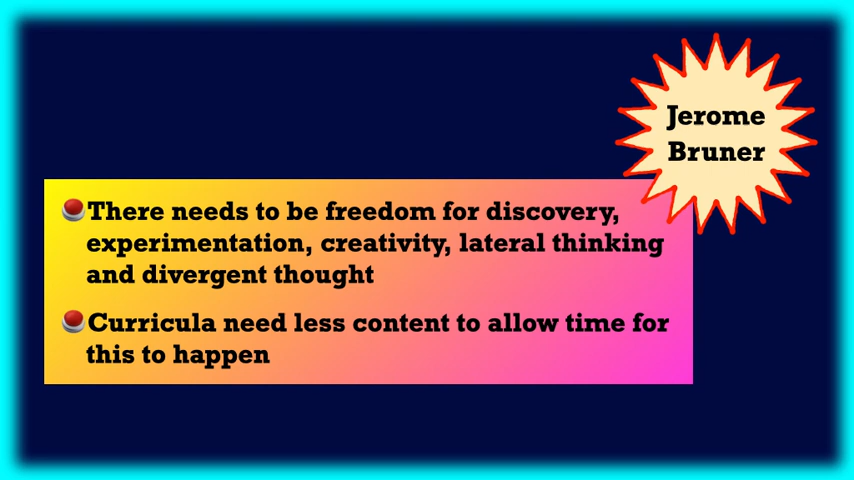 Jerome
Bruner
There needs to be freedom for discovery,
experimentation, creativity, lateral thinking
and divergent thought
Curricula need less content to allow time for
this to happen